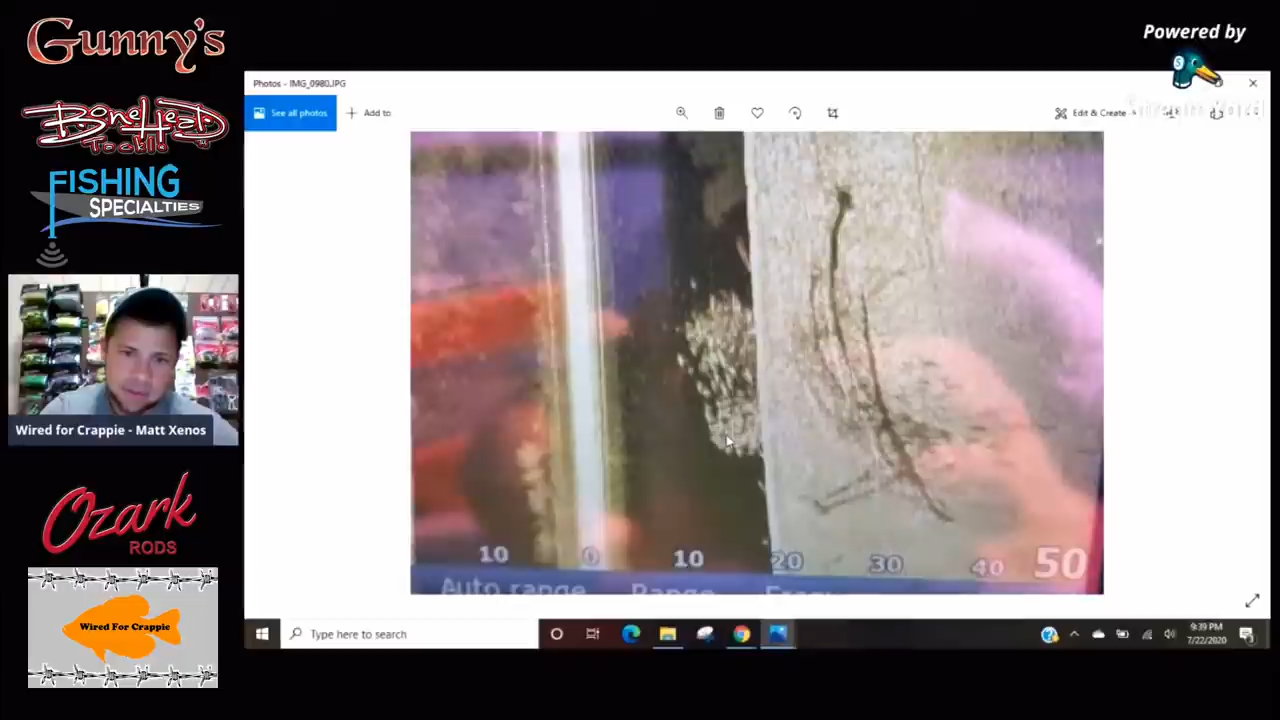 Gunny's
BoneHead
Tackle
FISHING
SPECIALTIES
Wired for Crappie - Matt Xenos
Ozark
RODS
Wired For Crappie
Powered by
S
Photos - IMG_0980.JPG
See all photos
Add to
Edit & Create
10 0 10 20 30 40 50
Auto range Range
Type here to search
9:39 PM
7/22/2020
3